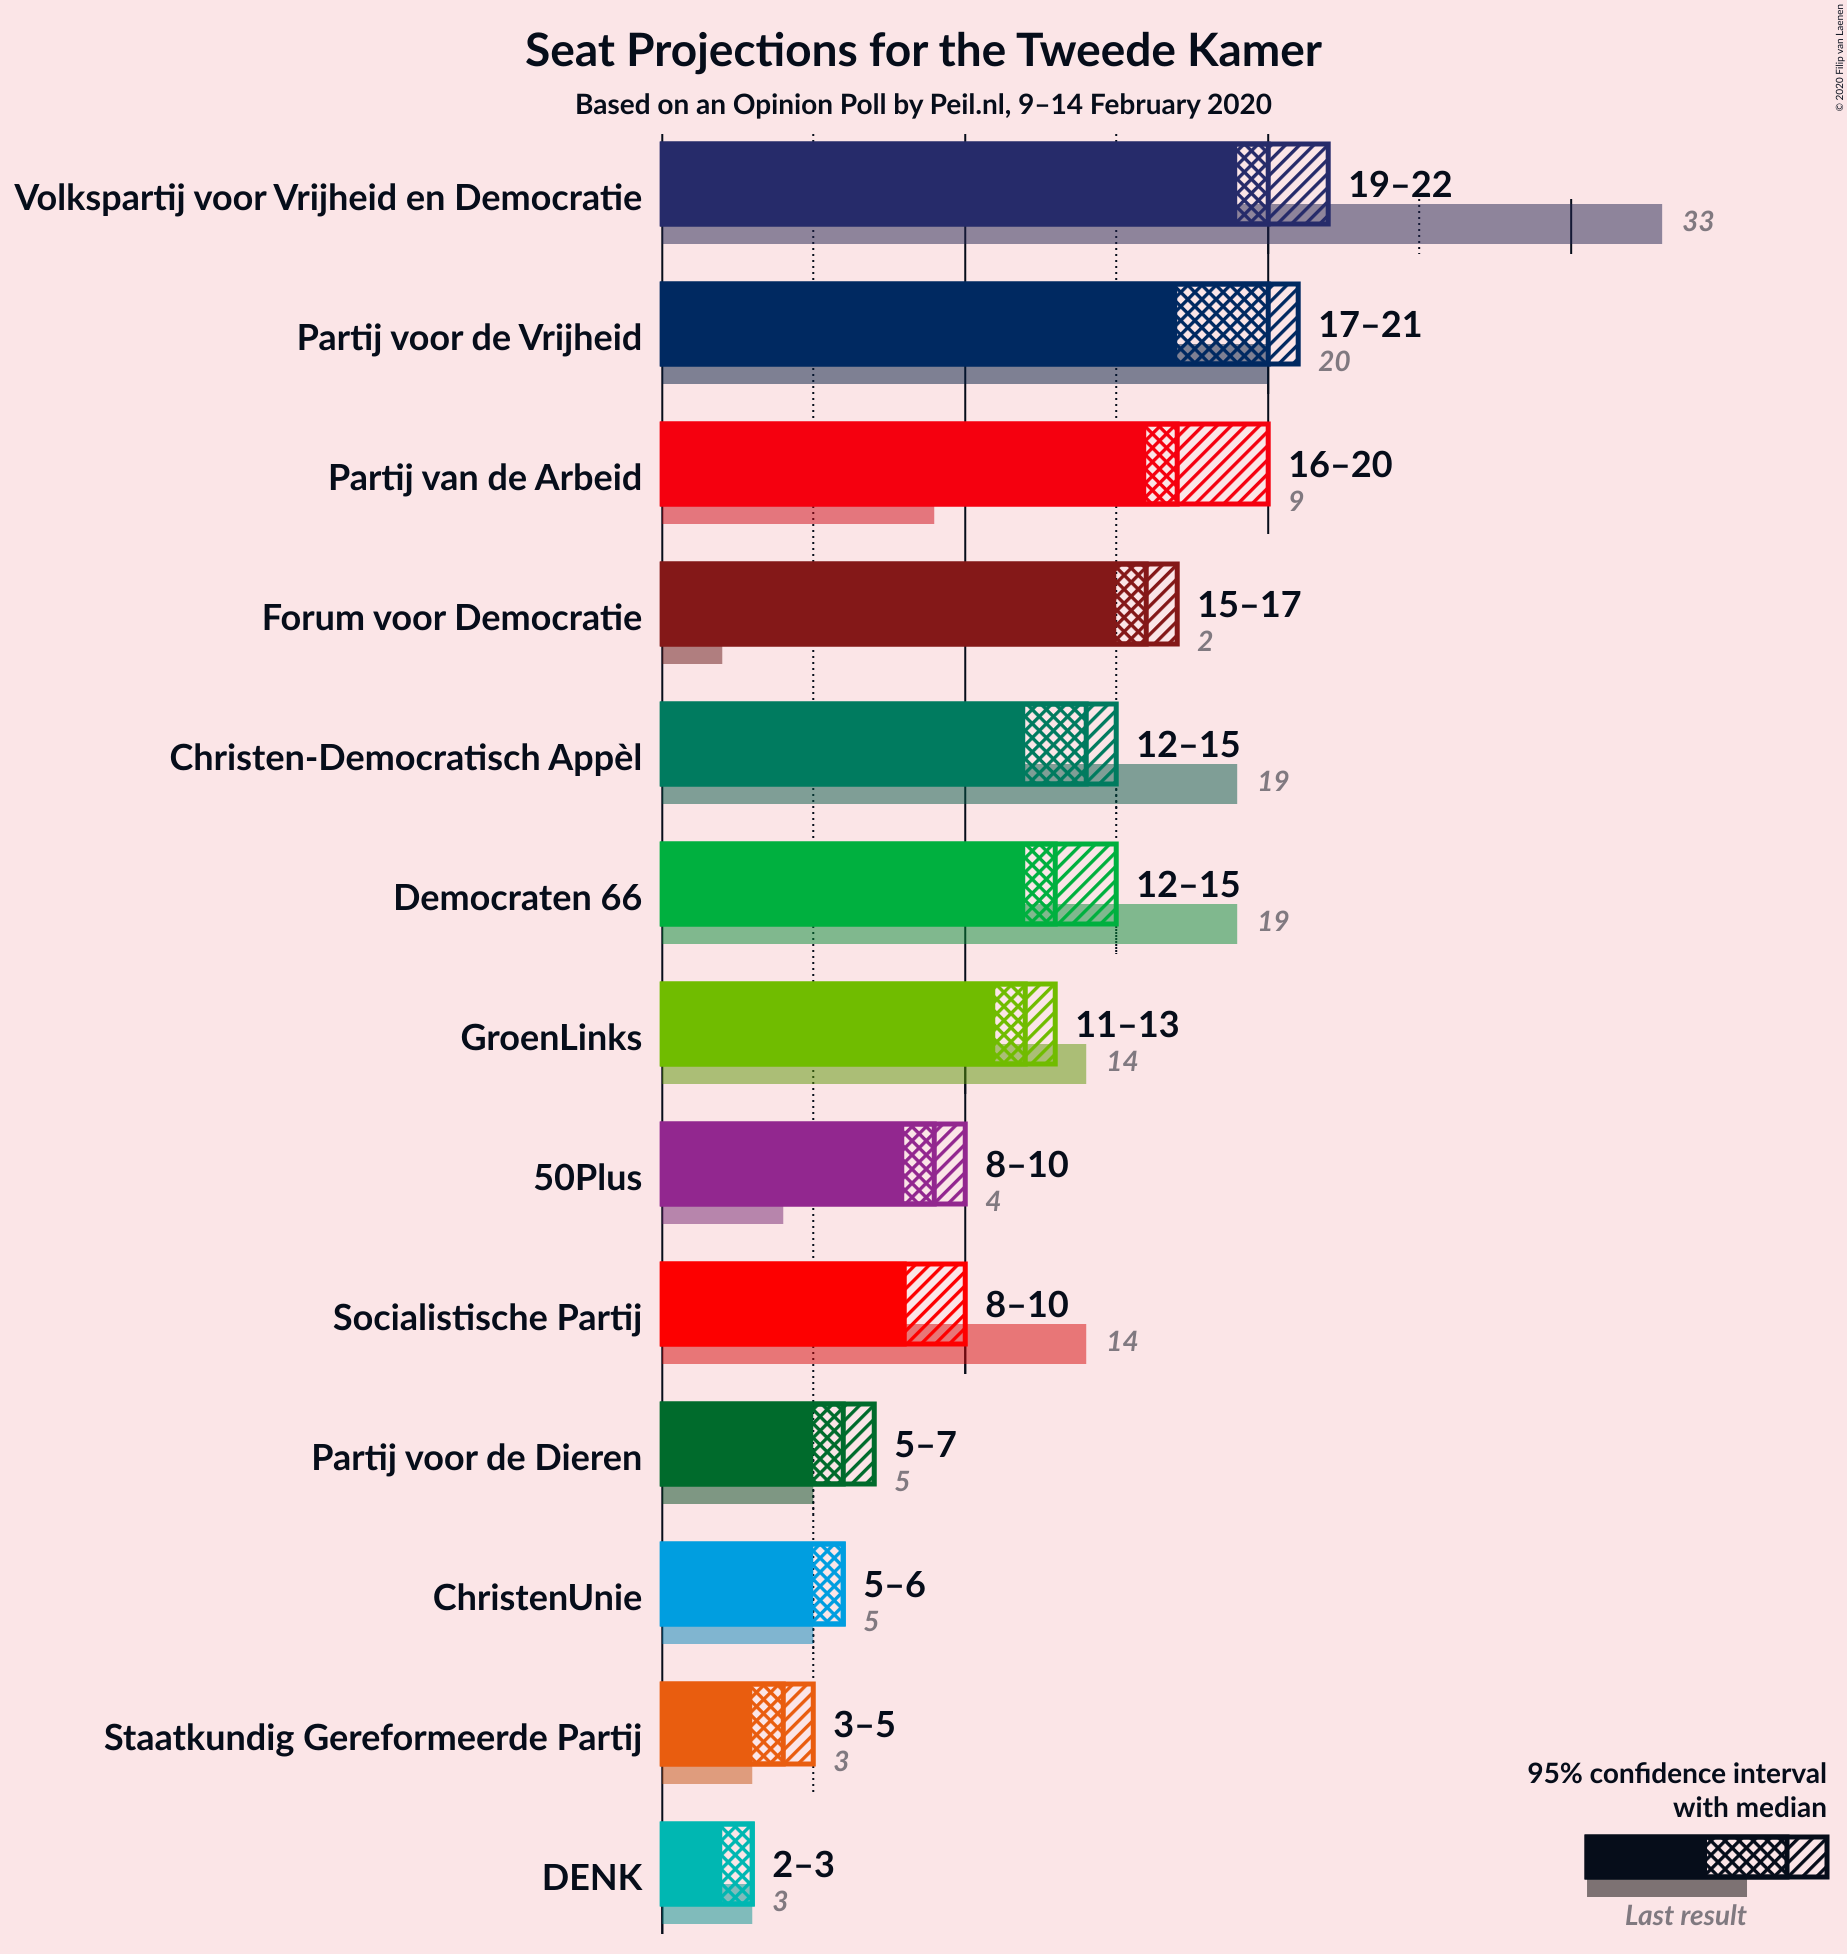 Seat Projections for the Tweede Kamer
Based on an Opinion Poll by Peil.nl, 9–14 February 2020
© 2020 Filip van Laenen
Volkspartij voor Vrijheid en Democratie
19–22
33
Partij voor de Vrijheid
17–21
20
Partij van de Arbeid
16–20
9
Forum voor Democratie
15–17
2
Christen-Democratisch Appèl
12–15
19
Democraten 66
12–15
19
GroenLinks
11–13
14
50Plus
8–10
4
Socialistische Partij
8–10
14
Partij voor de Dieren
5–7
5
ChristenUnie
5–6
5
Staatkundig Gereformeerde Partij
3–5
3
DENK
2–3
3
95% confidence interval
with median
Last result